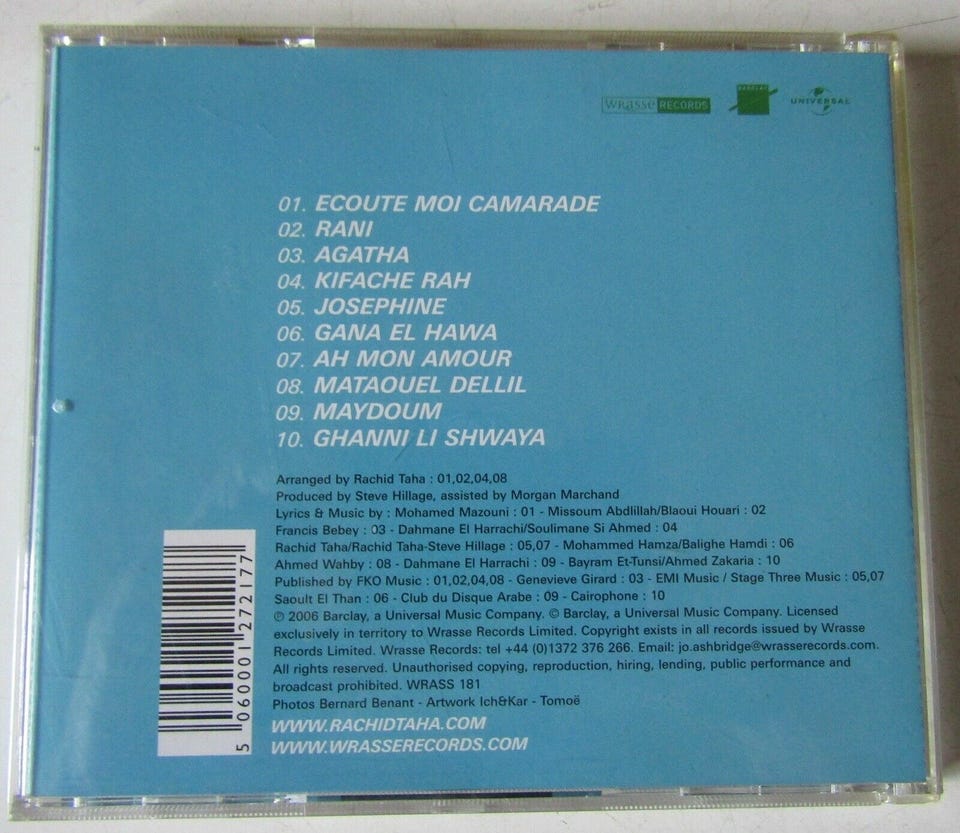 wrasse RECORDS
BARCLAY
UNIVERSAL
01. ECOUTE MOI CAMARADE
02. RANI
03. AGATHA
04. KIFACHE RAH
05. JOSEPHINE
06. GANA EL HAWA
07. AH MON AMOUR
08. MATAOUEL DELLIL
09. MAYDOUM
10. GHANNI LI SHWAYA
Arranged by Rachid Taha : 01,02,04,08
Produced by Steve Hillage, assisted by Morgan Marchand
Lyrics & Music by : Mohamed Mazouni : 01 - Missoum Abdlillah/Blaoui Houari : 02
Francis Bebey : 03 - Dahmane El Harrachi/Soulimane Si Ahmed : 04
Rachid Taha/Rachid Taha-Steve Hillage : 05,07 - Mohammed Hamza/Balighe Hamdi : 06
Ahmed Wahby : 08 - Dahmane El Harrachi : 09 - Bayram Et-Tunsi/Ahmed Zakaria : 10
Published by FKO Music : 01,02,04,08 - Genevieve Girard : 03 - EMI Music / Stage Three Music : 05,07
Saoult El Than : 06 - Club du Disque Arabe : 09 - Cairophone : 10
℗ 2006 Barclay, a Universal Music Company. © Barclay, a Universal Music Company. Licensed
exclusively in territory to Wrasse Records Limited. Copyright exists in all records issued by Wrasse
Records Limited. Wrasse Records: tel +44 (0)1372 376 266. Email: jo.ashbridge@wrasserecords.com.
All rights reserved. Unauthorised copying, reproduction, hiring, lending, public performance and
broadcast prohibited. WRASS 181
Photos Bernard Benant - Artwork Ich&Kar - Tomoë
WWW.RACHIDTAHA.COM
WWW.WRASSERECORDS.COM
5 060001 272177